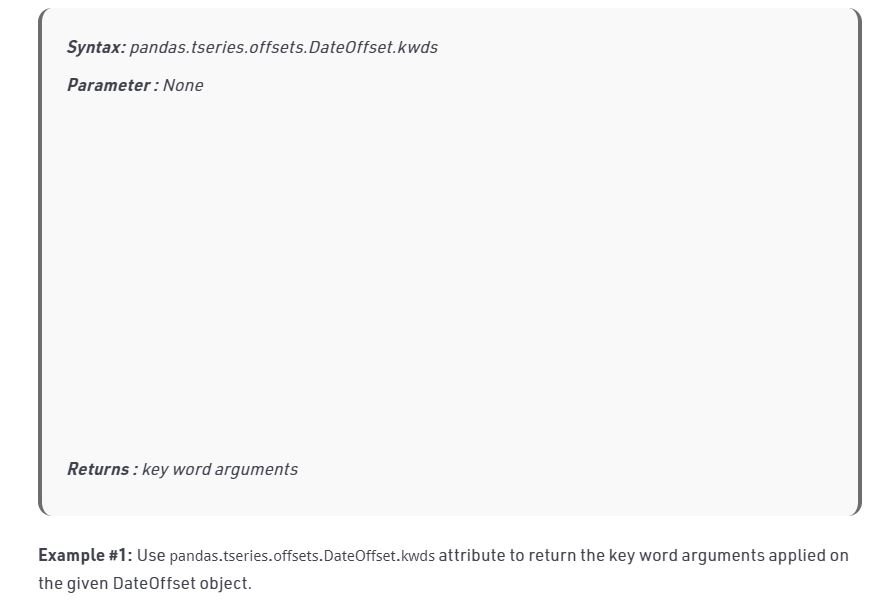 Syntax: pandas.tseries.offsets.DateOffset.kwds
Parameter : None
Returns : key word arguments
Example #1: Use pandas.tseries.offsets.DateOffset.kwds attribute to return the key word arguments applied on
the given DateOffset object.